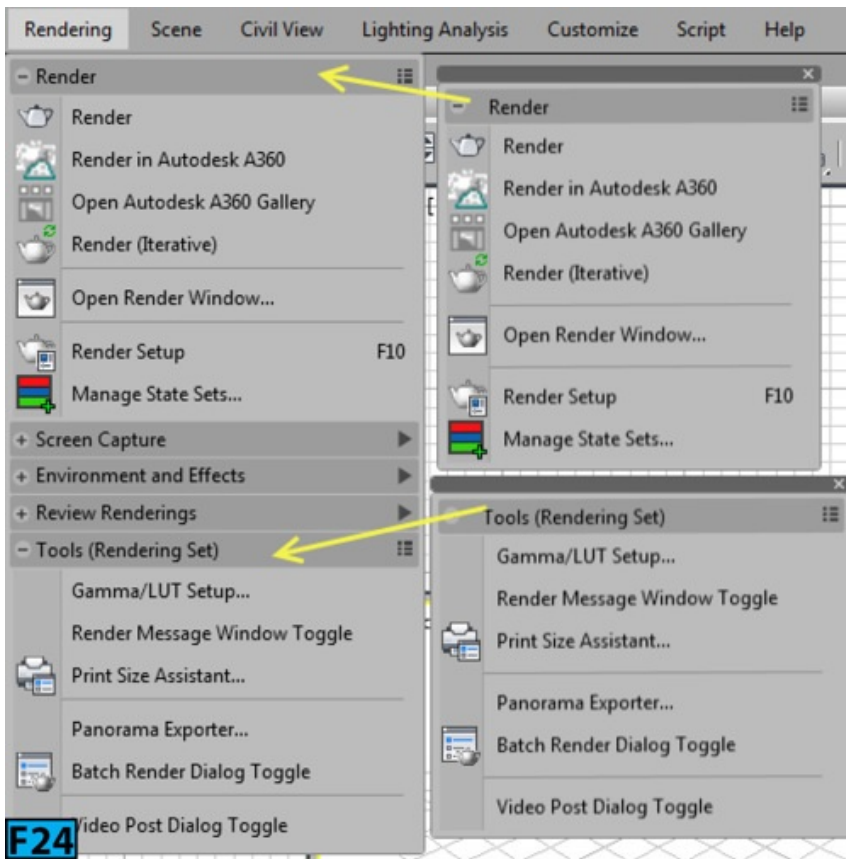 Rendering Scene Civil View Lighting Analysis Customize Script Help
− Render
Render
Render in Autodesk A360
Open Autodesk A360 Gallery
Render (Iterative)
Open Render Window...
Render Setup F10
Manage State Sets...
+ Screen Capture
+ Environment and Effects
+ Review Renderings
− Tools (Rendering Set)
Gamma/LUT Setup...
Render Message Window Toggle
Print Size Assistant...
Panorama Exporter...
Batch Render Dialog Toggle
Video Post Dialog Toggle
− Render
Render
Render in Autodesk A360
Open Autodesk A360 Gallery
Render (Iterative)
Open Render Window...
Render Setup F10
Manage State Sets...
Tools (Rendering Set)
Gamma/LUT Setup...
Render Message Window Toggle
Print Size Assistant...
Panorama Exporter...
Batch Render Dialog Toggle
Video Post Dialog Toggle
F24